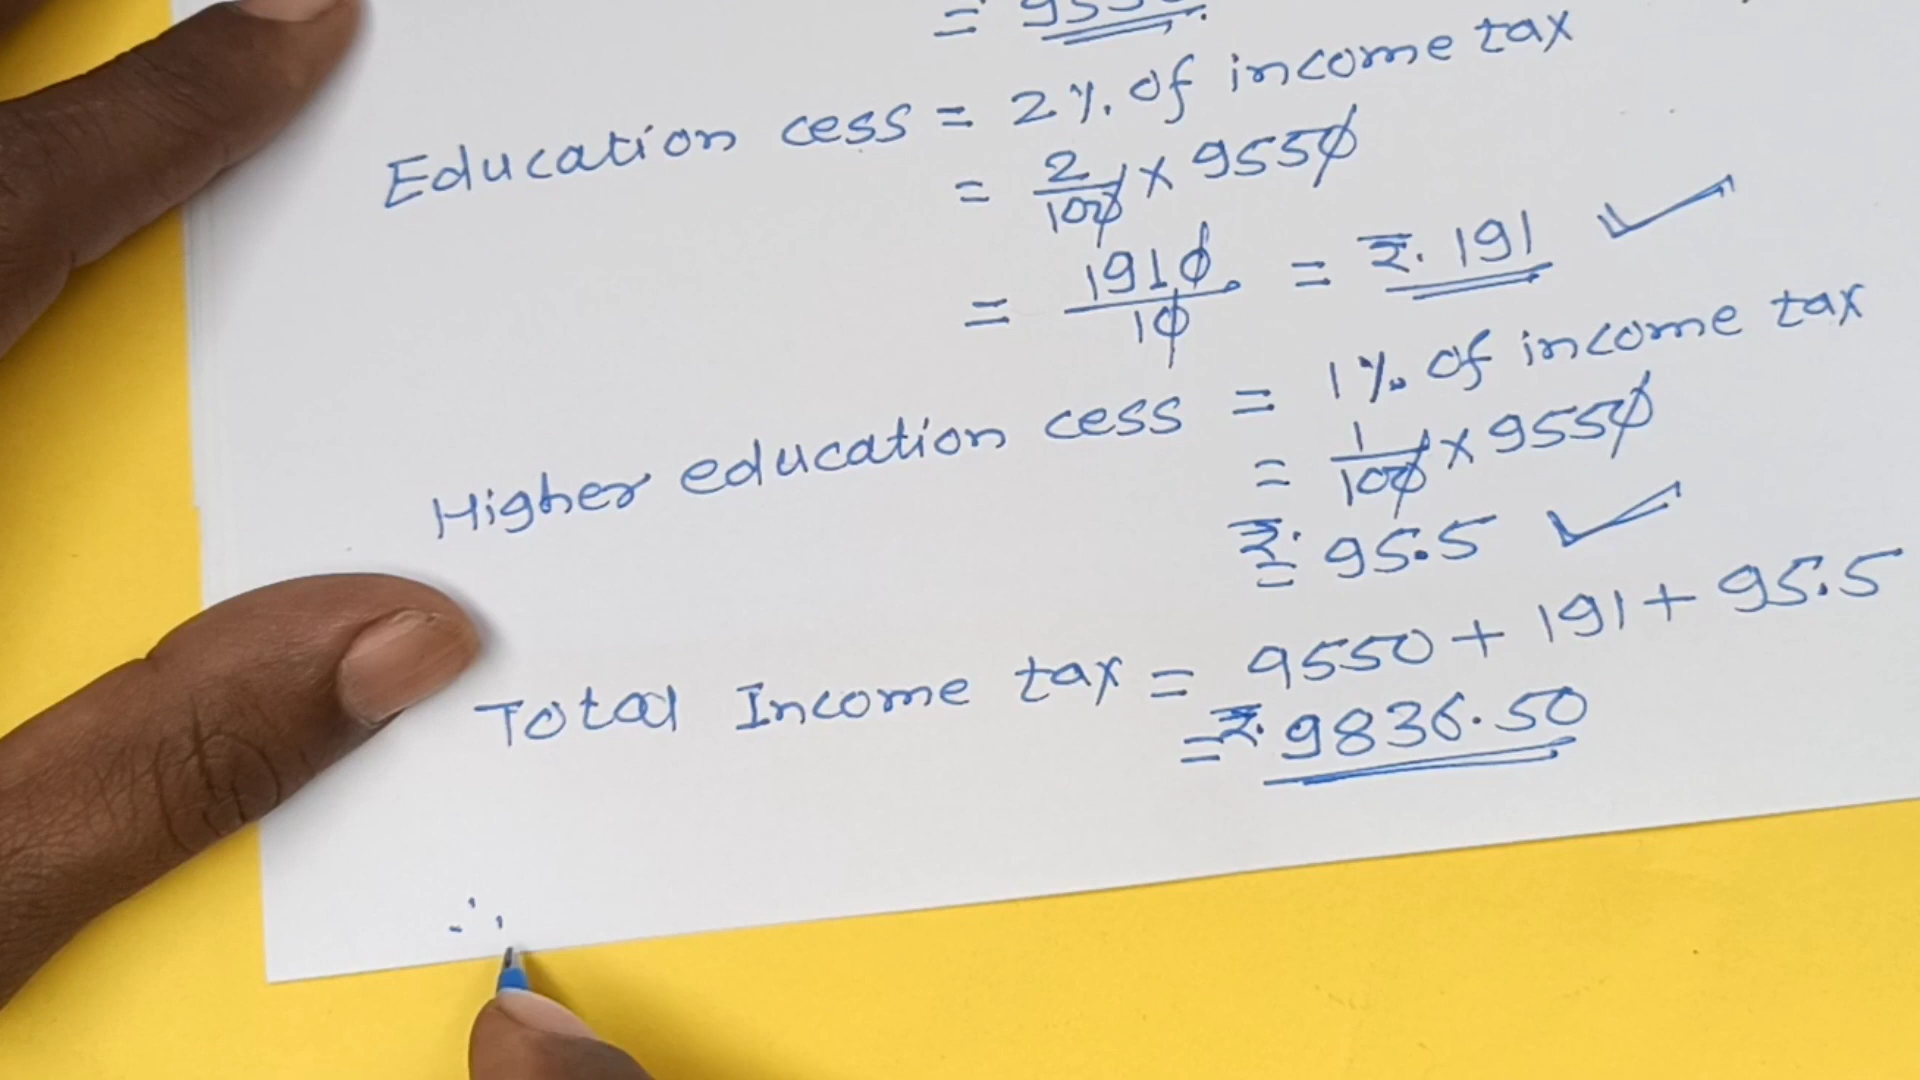 = 9550.
Education cess = 2%. of income tax
= 2/100 x 9550
= 1910/10 = ₹. 191 ✓
Higher education cess = 1%. of income tax
= 1/100 x 9550
= ₹. 95.5 ✓
Total Income tax = 9550 + 191 + 95.5
= ₹. 9836.50
∴